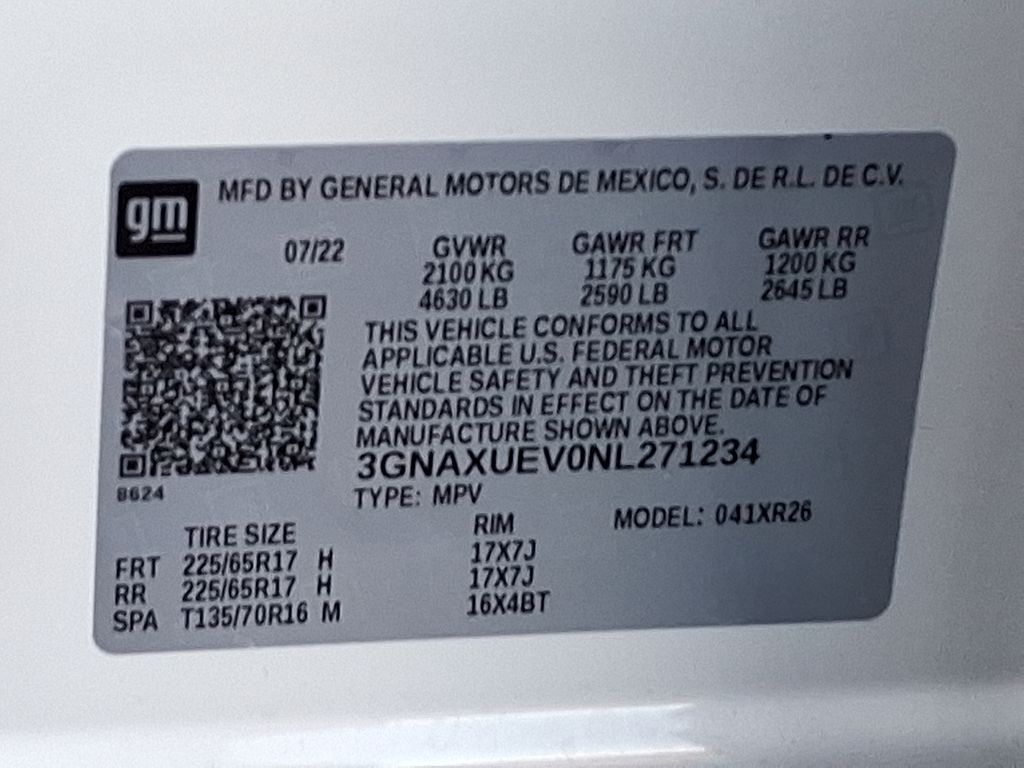 gm
MFD BY GENERAL MOTORS DE MEXICO, S. DE R.L. DE C.V.
07/22 GVWR GAWR FRT GAWR RR
2100 KG 1175 KG 1200 KG
4630 LB 2590 LB 2645 LB
THIS VEHICLE CONFORMS TO ALL
APPLICABLE U.S. FEDERAL MOTOR
VEHICLE SAFETY AND THEFT PREVENTION
STANDARDS IN EFFECT ON THE DATE OF
MANUFACTURE SHOWN ABOVE.
3GNAXUEV0NL271234
8624
TYPE: MPV MODEL: 041XR26
TIRE SIZE RIM
FRT 225/65R17 H 17X7J
RR 225/65R17 H 17X7J
SPA T135/70R16 M 16X4BT